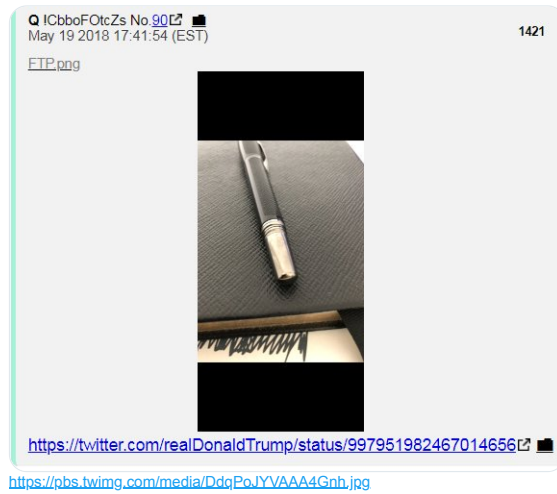 Q !CbboFOtcZs No.90
May 19 2018 17:41:54 (EST)
1421
FTP.png
https://twitter.com/realDonaldTrump/status/997951982467014656
https://pbs.twimg.com/media/DdqPoJYVAAA4Gnh.jpg